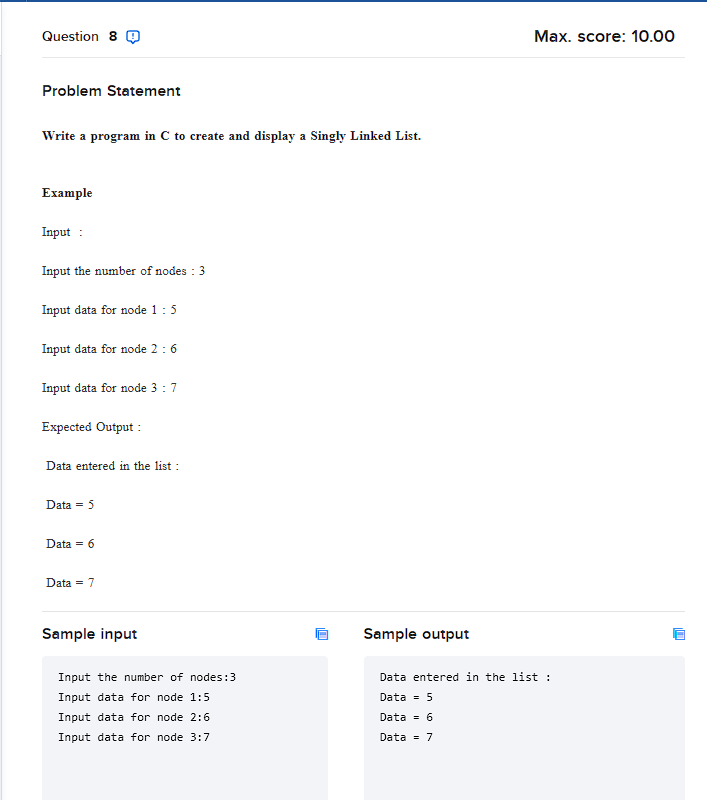 Question 8
Max. score: 10.00
Problem Statement
Write a program in C to create and display a Singly Linked List.
Example
Input :
Input the number of nodes : 3
Input data for node 1 : 5
Input data for node 2 : 6
Input data for node 3 : 7
Expected Output :
Data entered in the list :
Data = 5
Data = 6
Data = 7
Sample input
Input the number of nodes:3
Input data for node 1:5
Input data for node 2:6
Input data for node 3:7
Sample output
Data entered in the list :
Data = 5
Data = 6
Data = 7